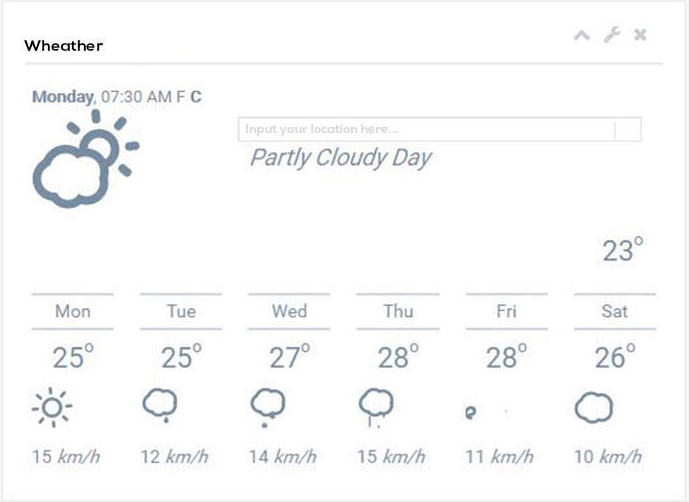 Wheather
Monday, 07:30 AM F C
Input your location here...
Partly Cloudy Day
23°
Mon Tue Wed Thu Fri Sat
25° 25° 27° 28° 28° 26°
15 km/h 12 km/h 14 km/h 15 km/h 11 km/h 10 km/h